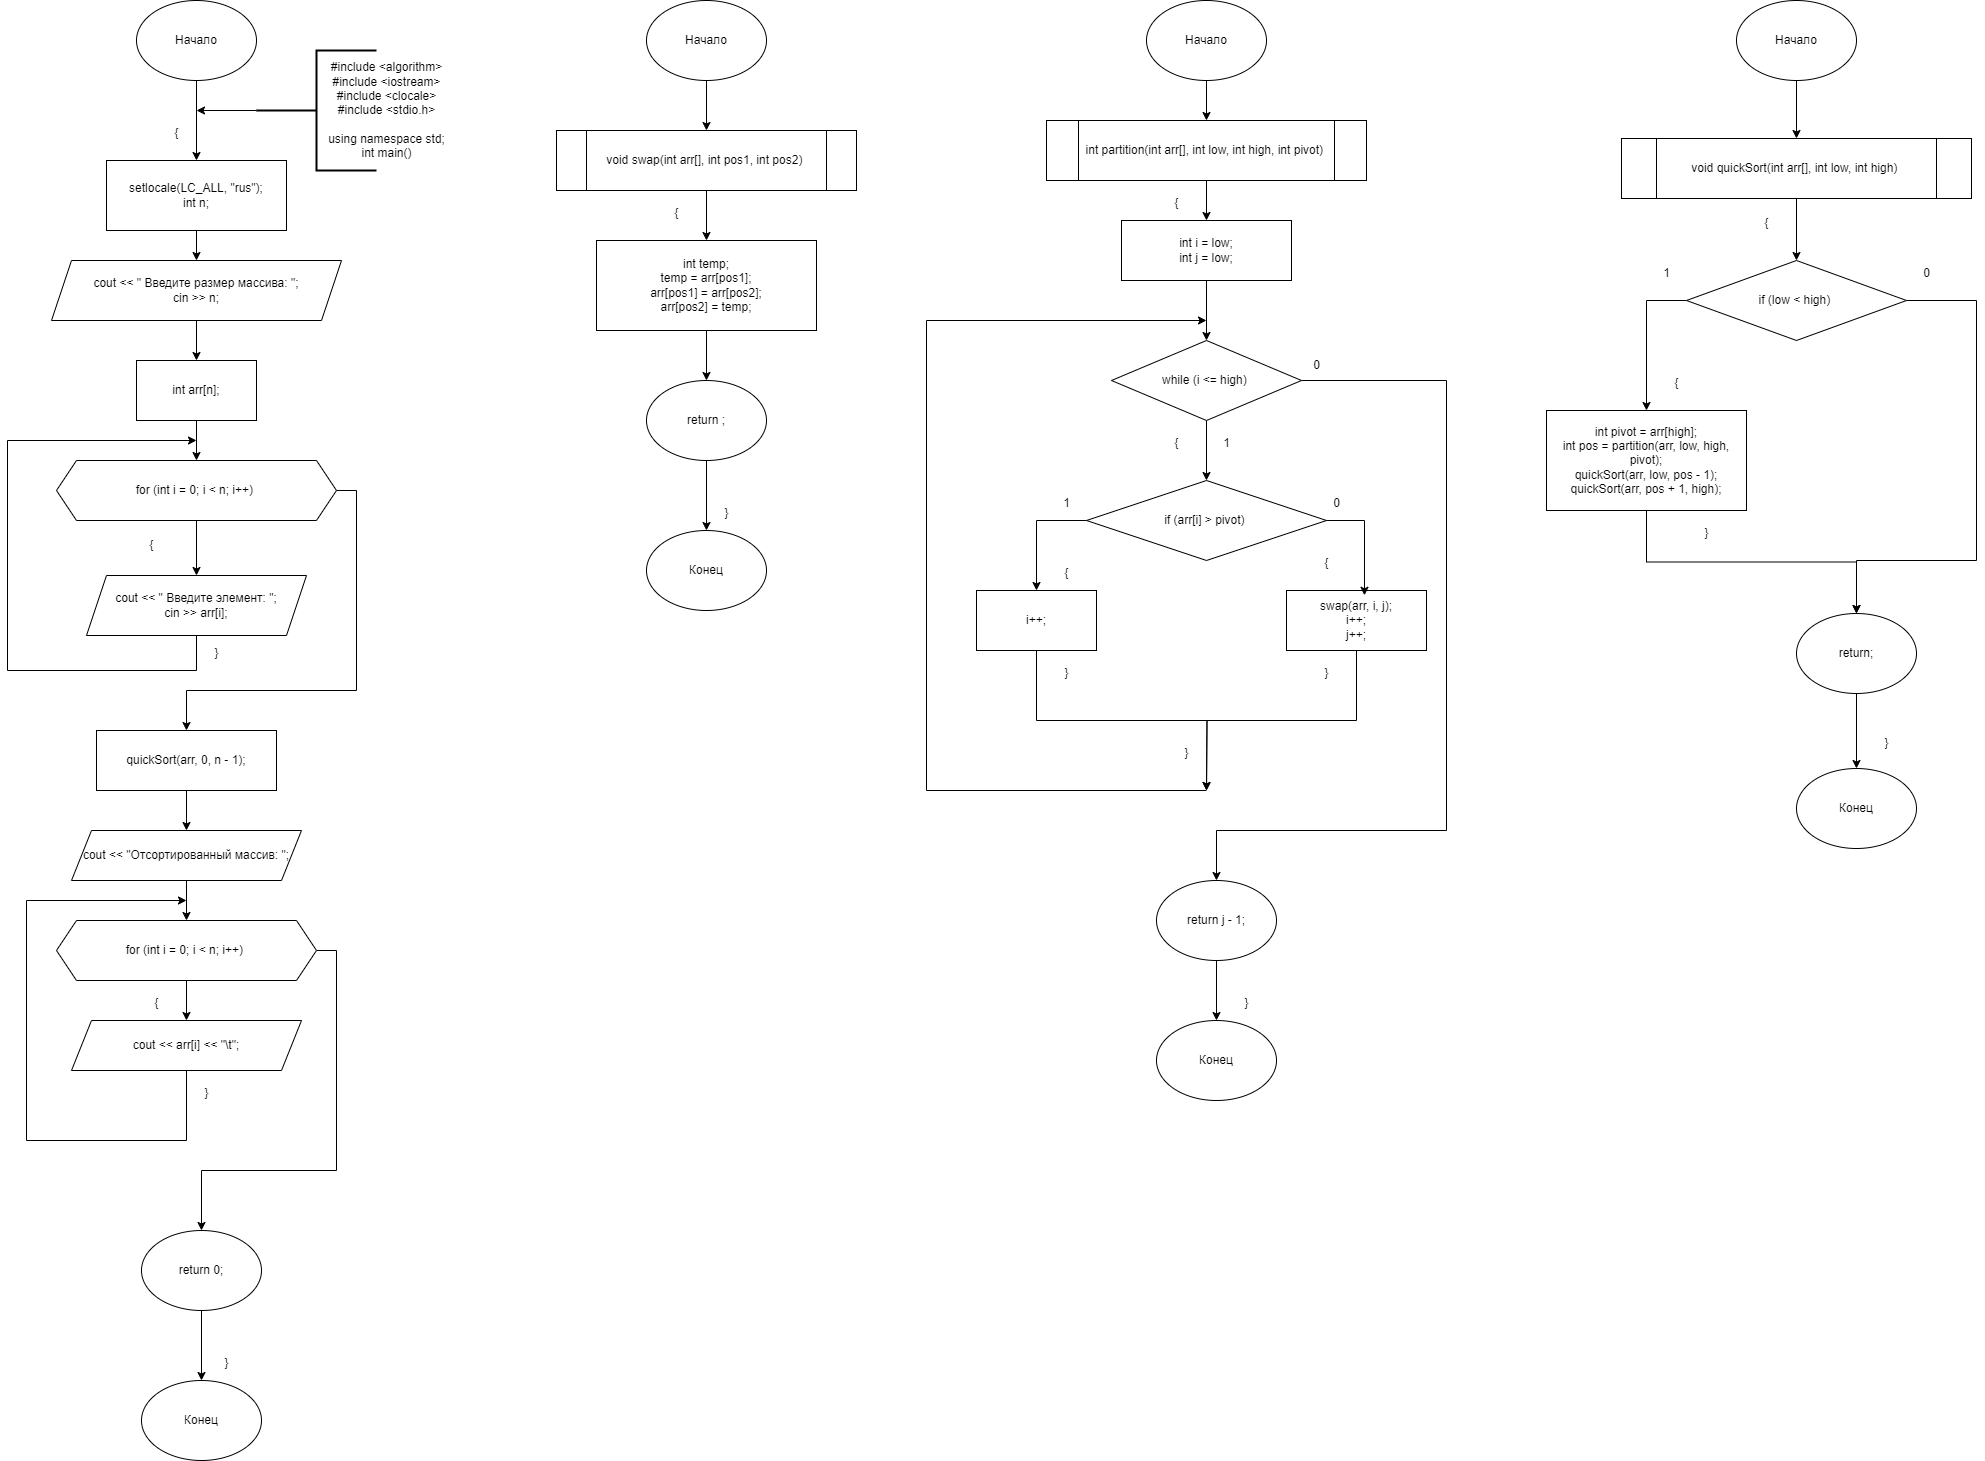 Начало
#include <algorithm>
#include <iostream>
#include <clocale>
#include <stdio.h>
using namespace std;
int main()
{
setlocale(LC_ALL, "rus");
int n;
cout << " Введите размер массива: ";
cin >> n;
int arr[n];
for (int i = 0; i < n; i++)
{
cout << " Введите элемент: ";
cin >> arr[i];
}
quickSort(arr, 0, n - 1);
cout << "Отсортированный массив: ";
for (int i = 0; i < n; i++)
{
cout << arr[i] << "\t";
}
return 0;
}
Конец
Начало
void swap(int arr[], int pos1, int pos2)
{
int temp;
temp = arr[pos1];
arr[pos1] = arr[pos2];
arr[pos2] = temp;
return ;
}
Конец
Начало
int partition(int arr[], int low, int high, int pivot)
{
int i = low;
int j = low;
while (i <= high)
0
{
1
if (arr[i] > pivot)
1
0
{
i++;
}
{
swap(arr, i, j);
i++;
j++;
}
}
return j - 1;
}
Конец
Начало
void quickSort(int arr[], int low, int high)
{
1
0
if (low < high)
{
int pivot = arr[high];
int pos = partition(arr, low, high,
pivot);
quickSort(arr, low, pos - 1);
quickSort(arr, pos + 1, high);
}
return;
}
Конец